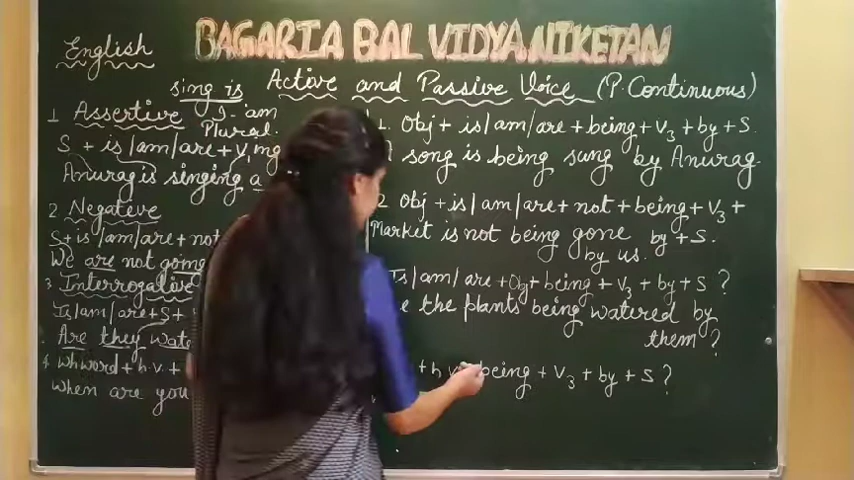 BAGARIA BAL VIDYA NIKETAN
English
sing is Active and Passive Voice (P. Continuous)
I - am
1 Assertive
Plural.
S + is/am/are + V1
Anurag is singing a
2 Negateve
S + is/am/are + not
We are not going
3 Interrogative
Is/am/are + S +
Are they
4 Whword + h.v. +
When are you
1. Obj + is/am/are + being + V3 + by + S.
song is being sung by Anurag.
2 Obj + is/am/are + not + being + V3 +
by + S.
Market is not being gone
by us.
Is/am/are + Obj + being + V3 + by + S ?
the plants being watered by
them ?
being + V3 + by + S ?